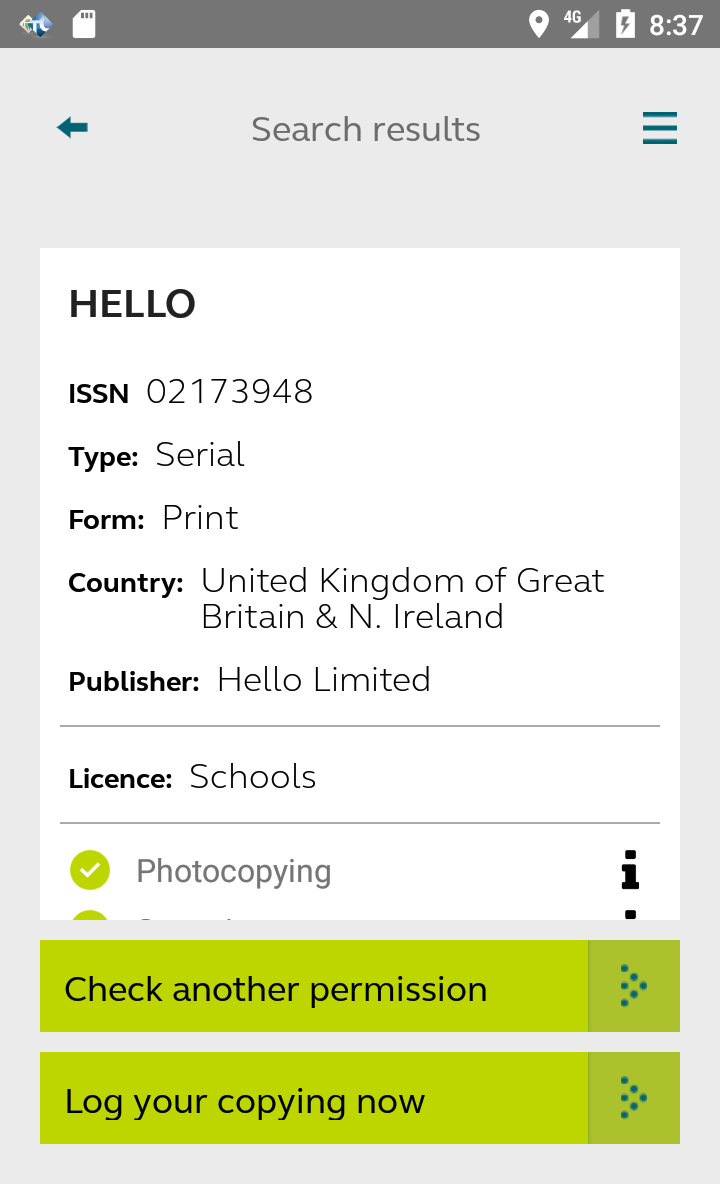 4G 8:37
Search results
HELLO
ISSN 02173948
Type: Serial
Form: Print
Country: United Kingdom of Great
Britain & N. Ireland
Publisher: Hello Limited
Licence: Schools
Photocopying
Check another permission
Log your copying now